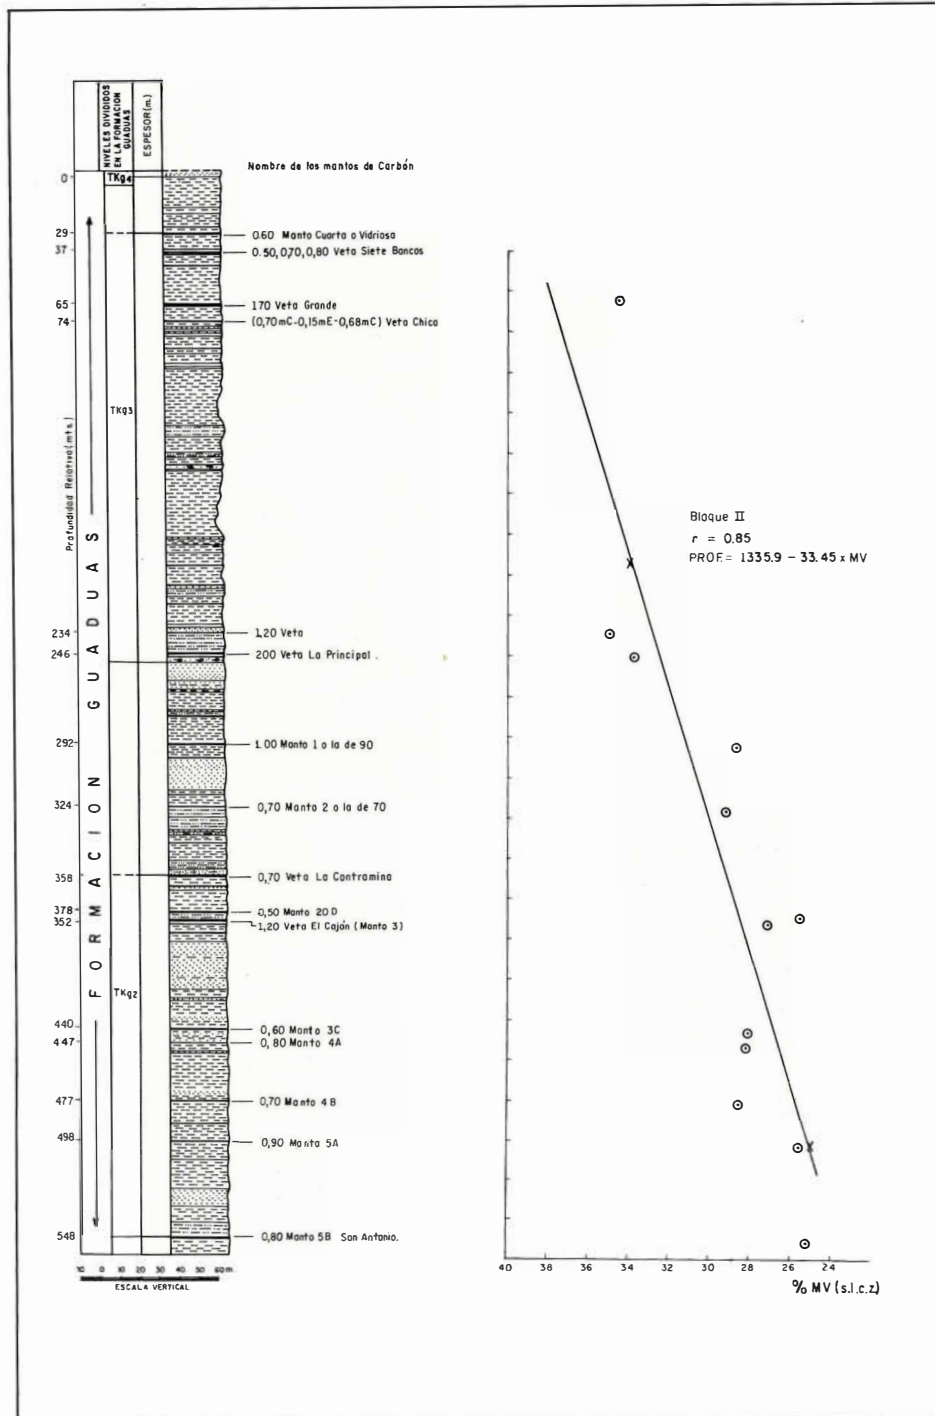 NIVELES DIVIDIDOS
EN LA FORMACION
GUADUAS
ESPESOR (m.)
Nombre de los mantos de Carbón
0
TKg4
29
0.60 Manto Cuarta o Vidriosa
37
0.50, 0,70, 0,80 Veta Siete Bancos
65
170 Veta Grande
74
(0,70mC-0,15mE-0,68mC) Veta Chica
TKg3
Profundidad Relativa (mts.)
FORMACION GUADUAS
Bloque II
r = 0.85
PROF.= 1335.9 - 33.45 x MV
234
1,20 Veta
246
200 Veta La Principal .
292
1.00 Manto 1 o la de 90
324
0,70 Manto 2 o la de 70
358
0,70 Veta La Contramina
378
0,50 Manto 20 D
352
1,20 Veta El Cajón (Manto 3)
TKg2
440
0,60 Manto 3C
447
0,80 Manto 4A
477
0,70 Manto 4B
498
0,90 Manto 5A
548
0,80 Manto 5B San Antonio.
10 0 10 20 30 40 50 60 m.
ESCALA VERTICAL
40 36 34 32 30 28 26 24
% MV (s.l.c.z)